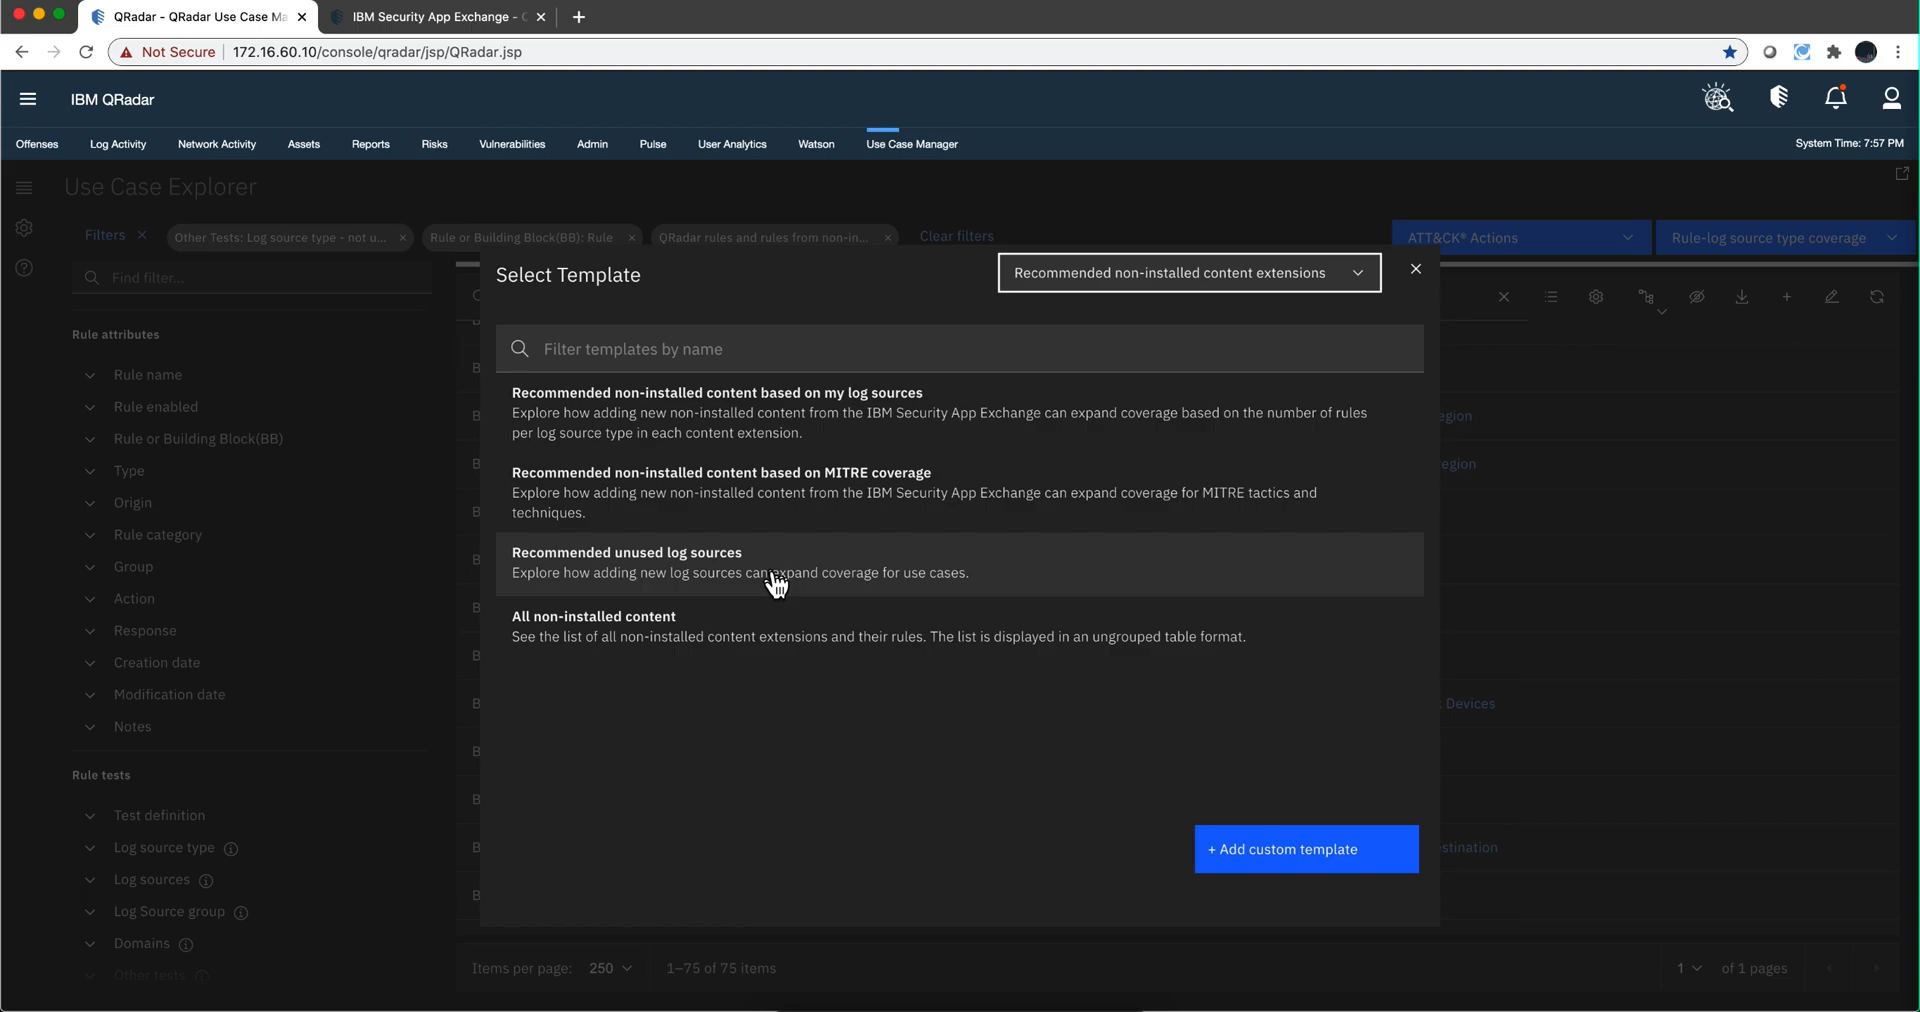 QRadar - QRadar Use Case Ma
IBM Security App Exchange - C
Not Secure
172.16.60.10/console/qradar/jsp/QRadar.jsp
IBM QRadar
Offenses
Log Activity
Network Activity
Assets
Reports
Risks
Vulnerabilities
Admin
Pulse
User Analytics
Watson
Use Case Manager
System Time: 7:57 PM
Use Case Explorer
Filters ×
Other Tests: Log source type - not u... ×
Rule or Building Block(BB): Rule ×
QRadar rules and rules from non-in... ×
Clear filters
ATT&CK® Actions
Rule-log source type coverage
Find filter...
Rule attributes
Rule name
Rule enabled
Rule or Building Block(BB)
Type
Origin
Rule category
Group
Action
Response
Creation date
Modification date
Notes
Rule tests
Test definition
Log source type
Log sources
Log Source group
Domains
Other tests
Select Template
Recommended non-installed content extensions
Filter templates by name
Recommended non-installed content based on my log sources
Explore how adding new non-installed content from the IBM Security App Exchange can expand coverage based on the number of rules
per log source type in each content extension.
Recommended non-installed content based on MITRE coverage
Explore how adding new non-installed content from the IBM Security App Exchange can expand coverage for MITRE tactics and
techniques.
Recommended unused log sources
Explore how adding new log sources can expand coverage for use cases.
All non-installed content
See the list of all non-installed content extensions and their rules. The list is displayed in an ungrouped table format.
+ Add custom template
egion
egion
Devices
stination
Items per page: 250
1–75 of 75 items
1
of 1 pages